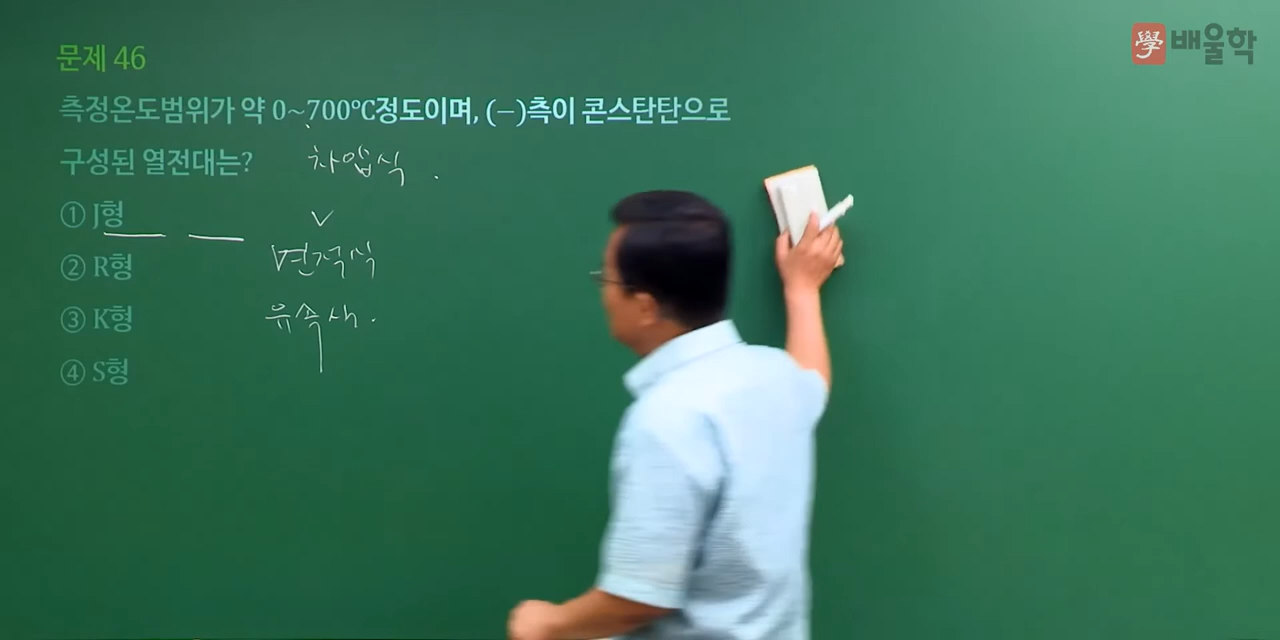 學 배울학
문제 46
측정온도범위가 약 0~700℃정도이며, (−)측이 콘스탄탄으로
구성된 열전대는?
차압식 .
① J형
② R형
면적식
③ K형
유속식 .
④ S형